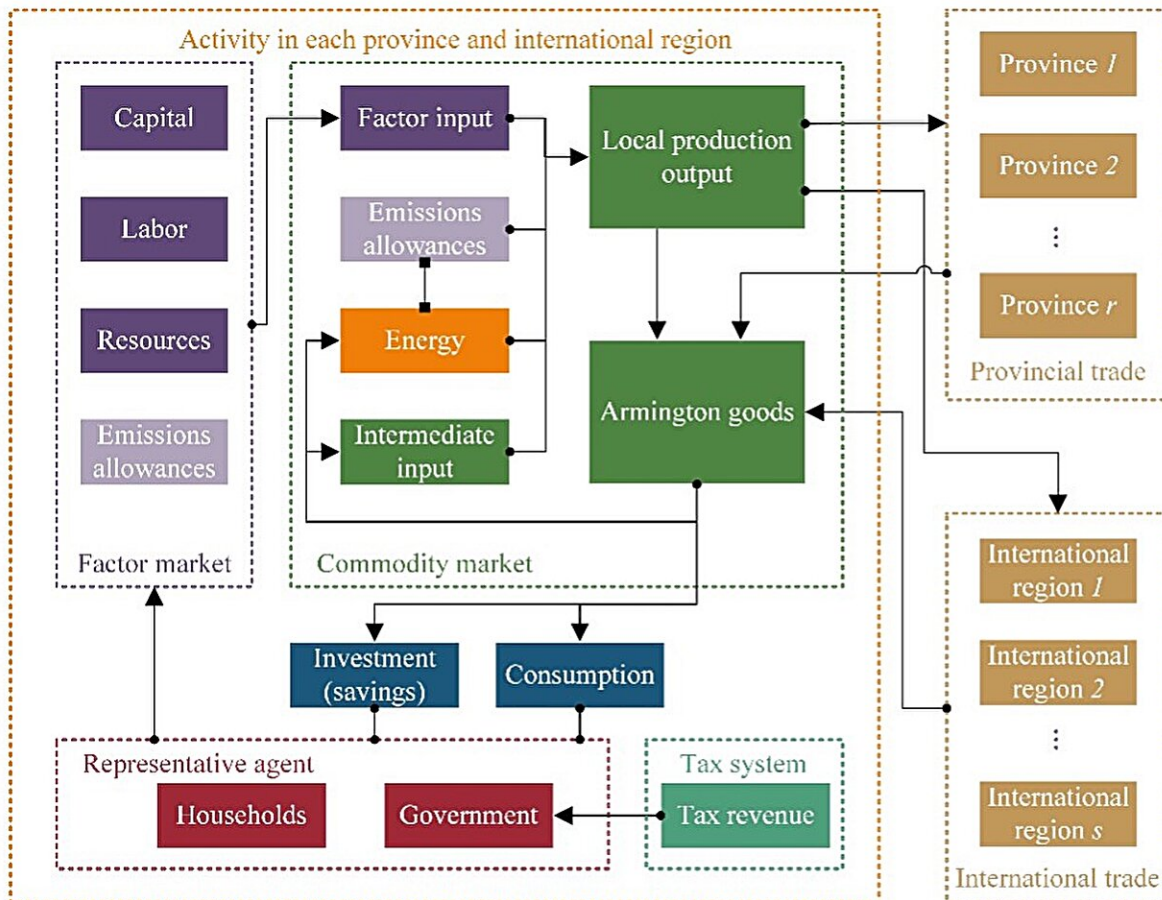 Activity in each province and international region
Capital
Labor
Resources
Emissions
allowances
Factor market
Factor input
Emissions
allowances
Energy
Intermediate
input
Local production
output
Armington goods
Commodity market
Province 1
Province 2
⋮
Province r
Provincial trade
Investment
(savings)
Consumption
International
region 1
International
region 2
⋮
International
region s
International trade
Representative agent
Households
Government
Tax system
Tax revenue